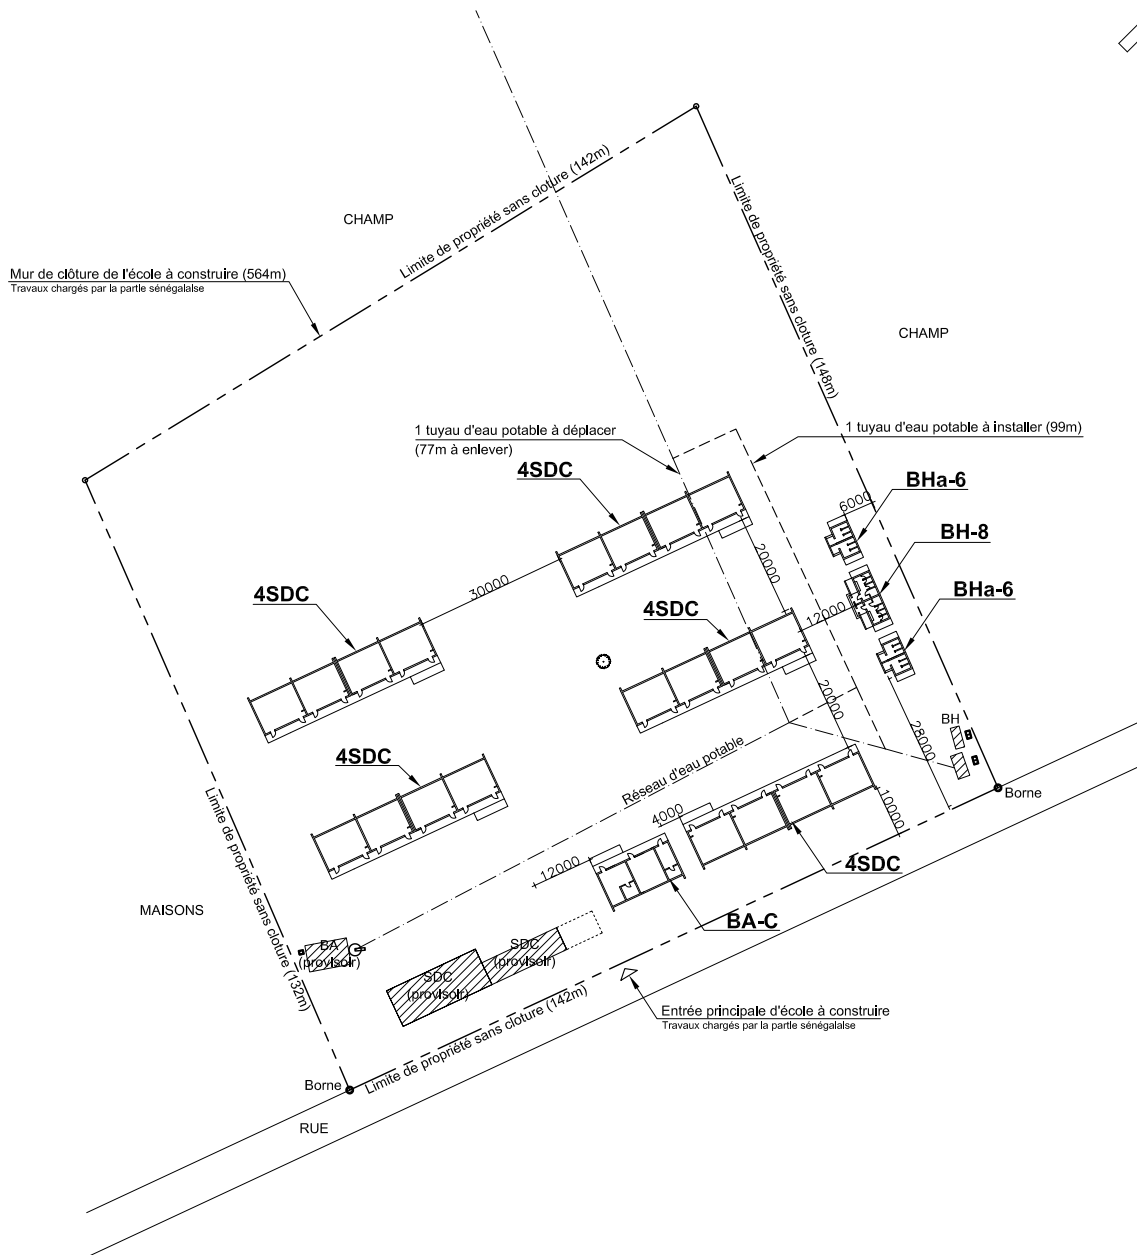 Limite de propriété sans cloture (142m)
CHAMP
Limite de propriété sans cloture (148m)
Mur de clôture de l'école à construire (564m)
Travaux chargés par la partie sénégalaise
CHAMP
1 tuyau d'eau potable à déplacer
(77m à enlever)
1 tuyau d'eau potable à installer (99m)
4SDC
BHa-6
6000
BH-8
20000
30000
4SDC
4SDC
12000
BHa-6
20000
BH
28000
4SDC
Réseau d'eau potable
Borne
4000
10000
12000
4SDC
Limite de propriété sans cloture (132m)
MAISONS
BA-C
BA
(provisoir)
SDC
(provisoir)
SDC
(provisoir)
Limite de propriété sans cloture (142m)
Entrée principale d'école à construire
Travaux chargés par la partie sénégalaise
Borne
RUE